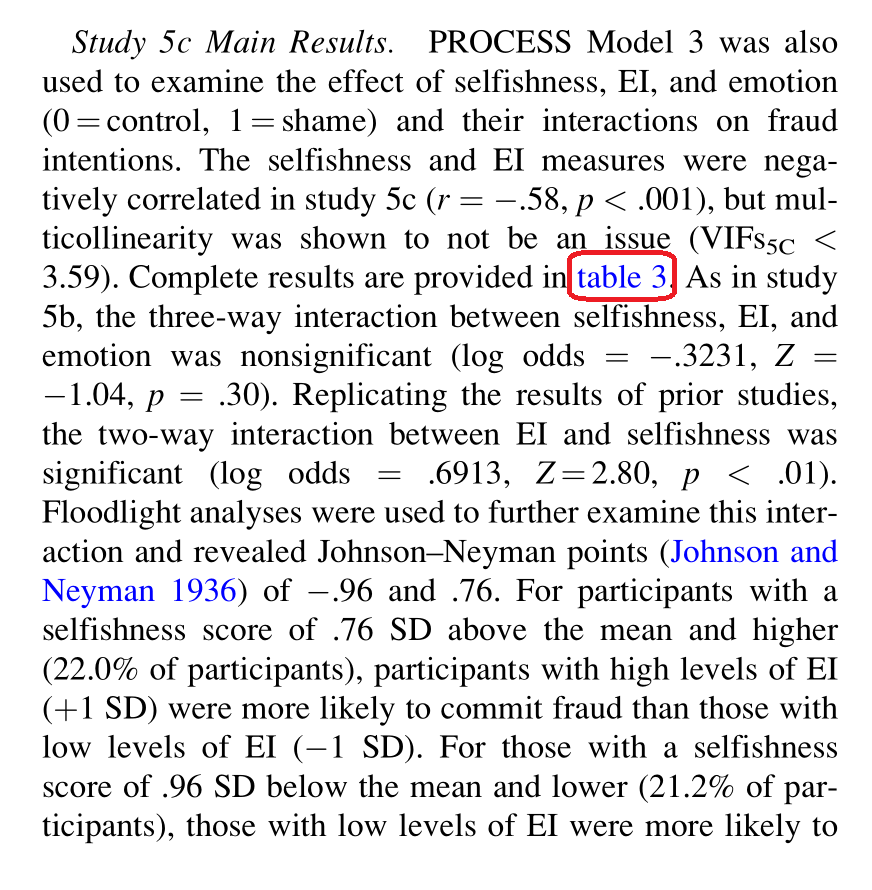 Study 5c Main Results. PROCESS Model 3 was also
used to examine the effect of selfishness, EI, and emotion
(0 = control, 1 = shame) and their interactions on fraud
intentions. The selfishness and EI measures were nega-
tively correlated in study 5c (r = −.58, p < .001), but mul-
ticollinearity was shown to not be an issue (VIFs5C <
3.59). Complete results are provided in table 3. As in study
5b, the three-way interaction between selfishness, EI, and
emotion was nonsignificant (log odds = −.3231, Z =
−1.04, p = .30). Replicating the results of prior studies,
the two-way interaction between EI and selfishness was
significant (log odds = .6913, Z = 2.80, p < .01).
Floodlight analyses were used to further examine this inter-
action and revealed Johnson–Neyman points (Johnson and
Neyman 1936) of −.96 and .76. For participants with a
selfishness score of .76 SD above the mean and higher
(22.0% of participants), participants with high levels of EI
(+1 SD) were more likely to commit fraud than those with
low levels of EI (−1 SD). For those with a selfishness
score of .96 SD below the mean and lower (21.2% of par-
ticipants), those with low levels of EI were more likely to